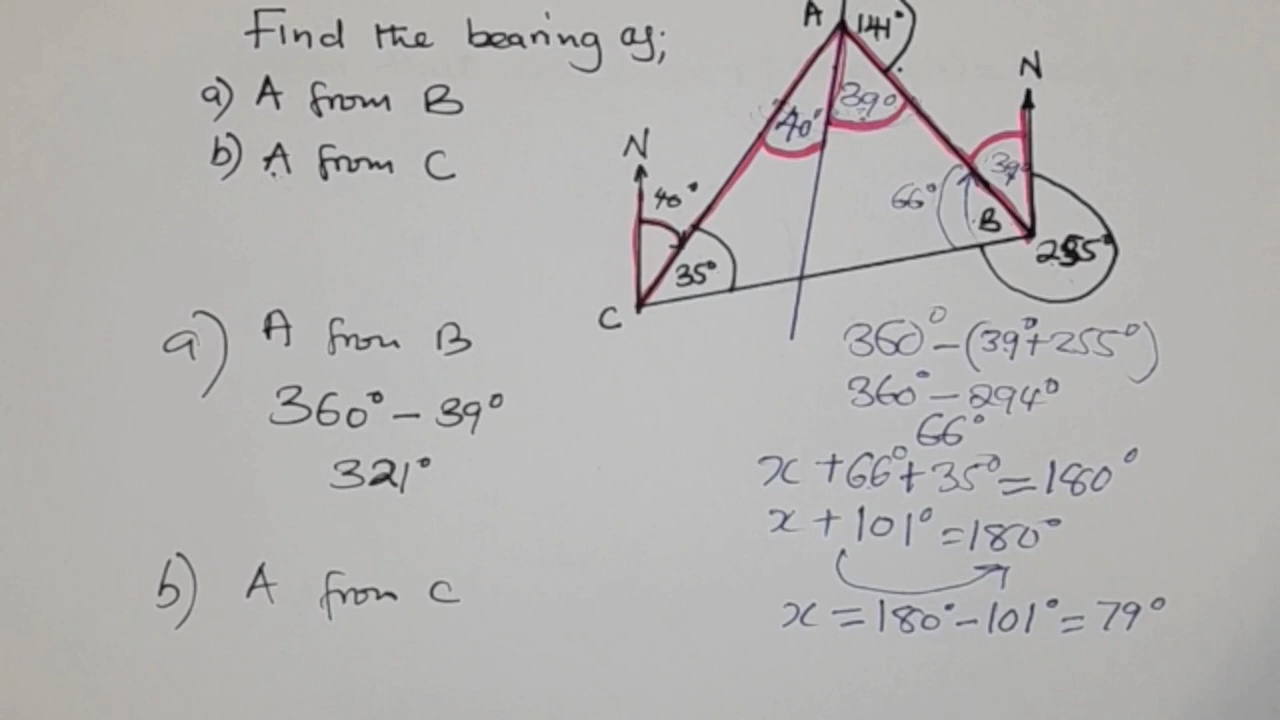 Find the bearing of;
a) A from B
b) A from C
A 141°
N
N
40°
39°
40°
39°
66°
B
35°
255°
C
a) A from B
360° - 39°
321°
b) A from C
360° - (39° + 255°)
360° - 294°
66°
x + 66° + 35° = 180°
x + 101° = 180°
x = 180° - 101° = 79°